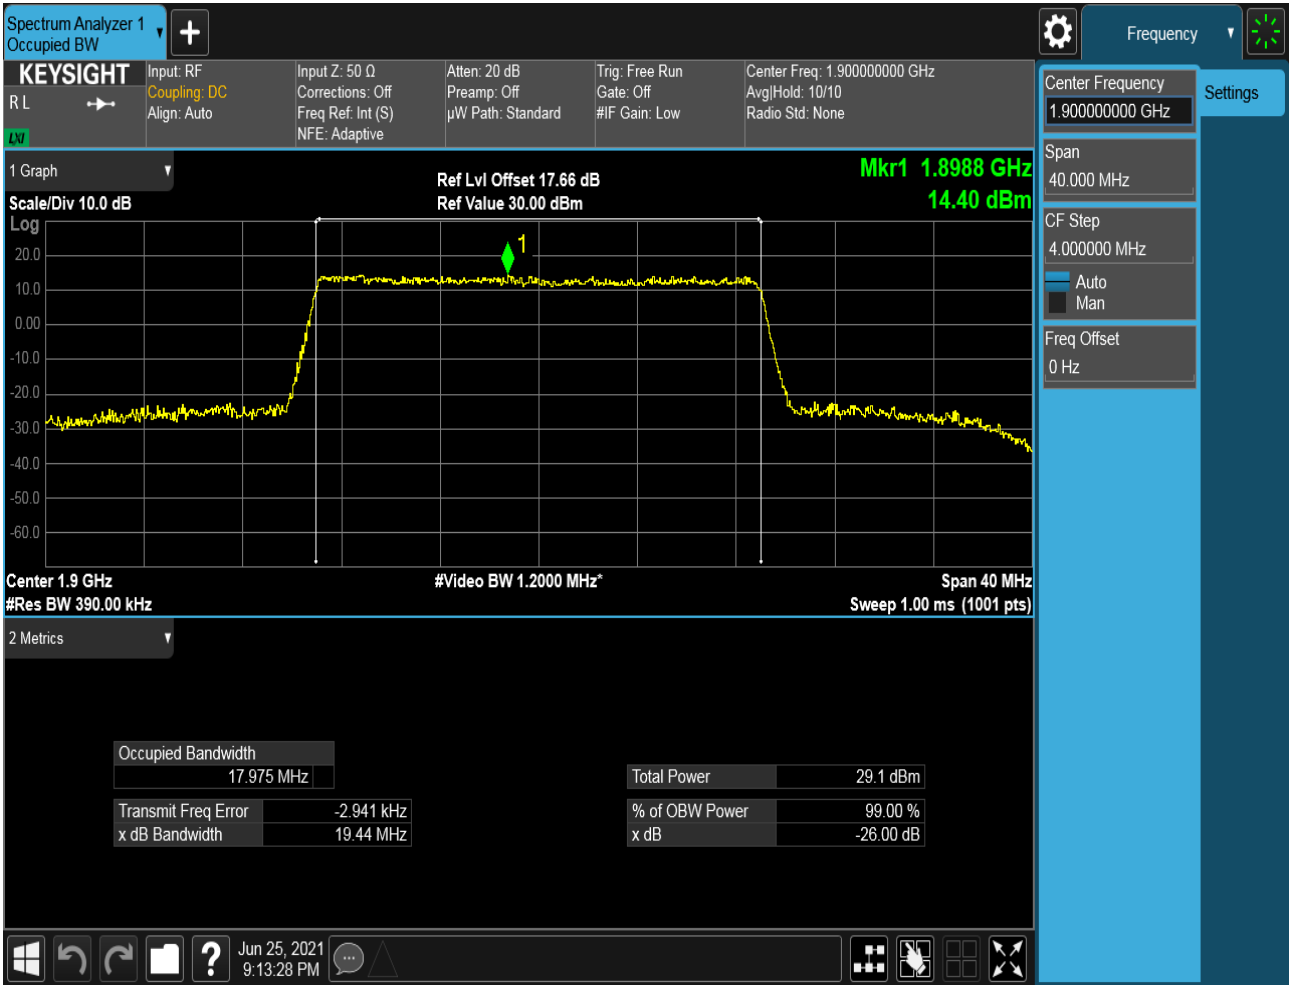 Spectrum Analyzer 1
Occupied BW
Frequency
KEYSIGHT
R L
LXI
Input: RF
Coupling: DC
Align: Auto
Input Z: 50 Ω
Corrections: Off
Freq Ref: Int (S)
NFE: Adaptive
Atten: 20 dB
Preamp: Off
µW Path: Standard
Trig: Free Run
Gate: Off
#IF Gain: Low
Center Freq: 1.900000000 GHz
Avg|Hold: 10/10
Radio Std: None
Center Frequency
1.900000000 GHz
Settings
Span
40.000 MHz
CF Step
4.000000 MHz
Auto
Man
Freq Offset
0 Hz
1 Graph
Scale/Div 10.0 dB
Log
Ref Lvl Offset 17.66 dB
Ref Value 30.00 dBm
Mkr1 1.8988 GHz
14.40 dBm
1
20.0
10.0
0.00
-10.0
-20.0
-30.0
-40.0
-50.0
-60.0
Center 1.9 GHz
#Video BW 1.2000 MHz*
Span 40 MHz
#Res BW 390.00 kHz
Sweep 1.00 ms (1001 pts)
2 Metrics
Occupied Bandwidth
17.975 MHz
Total Power 29.1 dBm
Transmit Freq Error -2.941 kHz
% of OBW Power 99.00 %
x dB Bandwidth 19.44 MHz
x dB -26.00 dB
?
Jun 25, 2021
9:13:28 PM